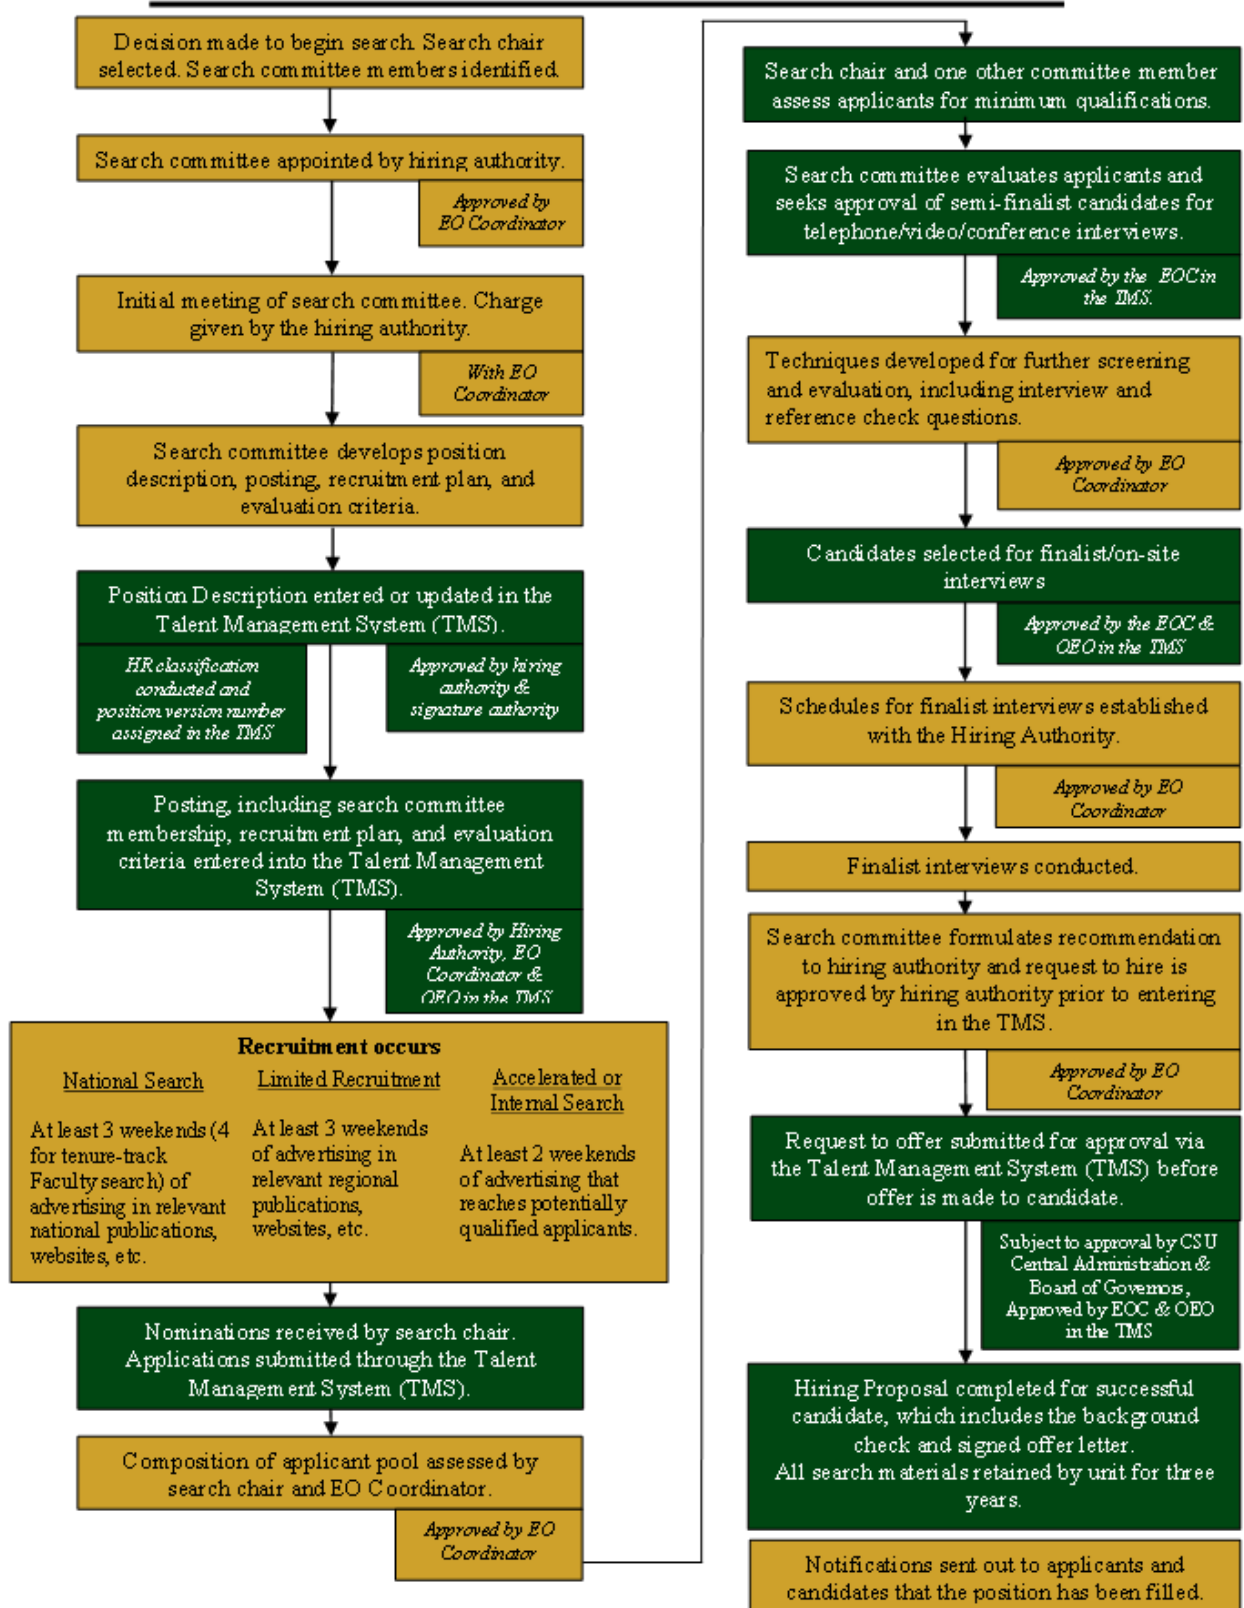 Decision made to begin search. Search chair
selected. Search committee members identified.
Search committee appointed by hiring authority.
Approved by
EO Coordinator
Initial meeting of search committee. Charge
given by the hiring authority.
With EO
Coordinator
Search committee develops position
description, posting, recruitment plan, and
evaluation criteria.
Position Description entered or updated in the
Talent Management System (TMS).
HR classification
conducted and
position version number
assigned in the TMS
Approved by hiring
authority &
signature authority
Posting, including search committee
membership, recruitment plan, and evaluation
criteria entered into the Talent Management
System (TMS).
Approved by Hiring
Authority, EO
Coordinator &
OEO in the TMS
Recruitment occurs
National Search
At least 3 weekends (4
for tenure-track
Faculty search) of
advertising in relevant
national publications,
websites, etc.
Limited Recruitment
At least 3 weekends
of advertising in
relevant regional
publications,
websites, etc.
Accelerated or
Internal Search
At least 2 weekends
of advertising that
reaches potentially
qualified applicants.
Nominations received by search chair.
Applications submitted through the Talent
Management System (TMS).
Composition of applicant pool assessed by
search chair and EO Coordinator.
Approved by EO
Coordinator
Search chair and one other committee member
assess applicants for minimum qualifications.
Search committee evaluates applicants and
seeks approval of semi-finalist candidates for
telephone/video/conference interviews.
Approved by the EOC in
the TMS.
Techniques developed for further screening
and evaluation, including interview and
reference check questions.
Approved by EO
Coordinator
Candidates selected for finalist/on-site
interviews
Approved by the EOC &
OEO in the TMS
Schedules for finalist interviews established
with the Hiring Authority.
Approved by EO
Coordinator
Finalist interviews conducted.
Search committee formulates recommendation
to hiring authority and request to hire is
approved by hiring authority prior to entering
in the TMS.
Approved by EO
Coordinator
Request to offer submitted for approval via
the Talent Management System (TMS) before
offer is made to candidate.
Subject to approval by CSU
Central Administration &
Board of Governors,
Approved by EOC & OEO
in the TMS
Hiring Proposal completed for successful
candidate, which includes the background
check and signed offer letter.
All search materials retained by unit for three
years.
Notifications sent out to applicants and
candidates that the position has been filled.